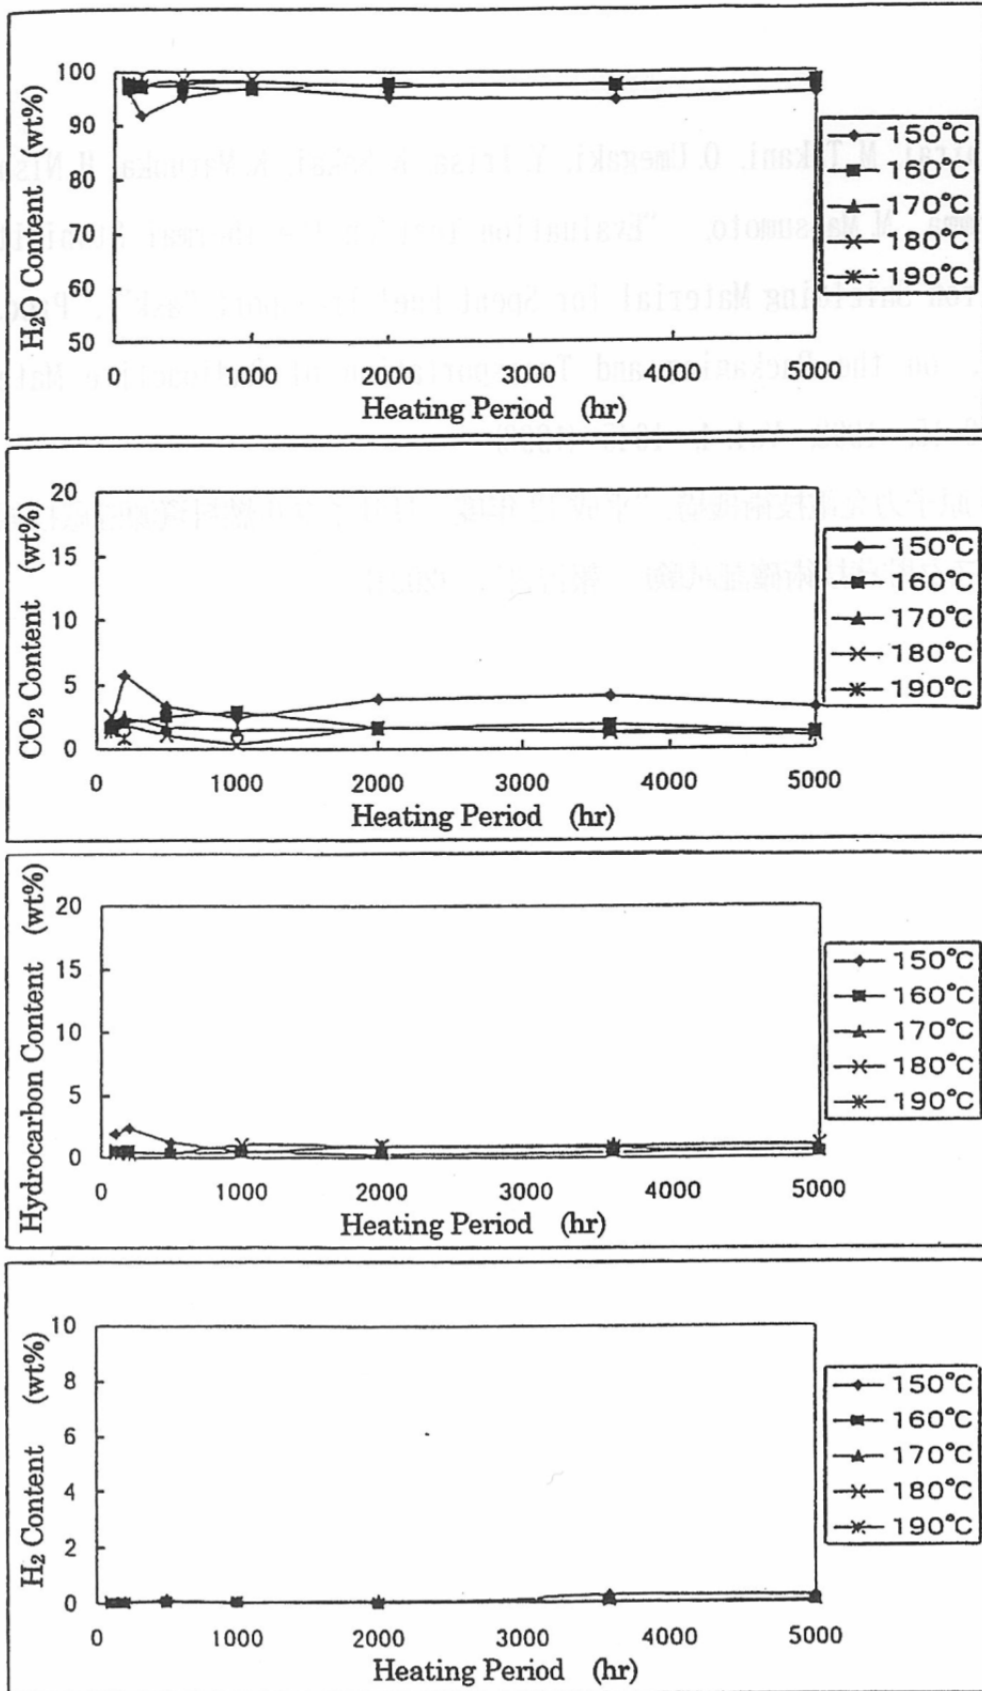 H₂O Content (wt%)
100
90
80
70
60
50
0 1000 2000 3000 4000 5000
Heating Period (hr)
150°C
160°C
170°C
180°C
190°C
CO₂ Content (wt%)
20
15
10
5
0
0 1000 2000 3000 4000 5000
Heating Period (hr)
150°C
160°C
170°C
180°C
190°C
Hydrocarbon Content (wt%)
20
15
10
5
0
0 1000 2000 3000 4000 5000
Heating Period (hr)
150°C
160°C
170°C
180°C
190°C
H₂ Content (wt%)
10
8
6
4
2
0
0 1000 2000 3000 4000 5000
Heating Period (hr)
150°C
160°C
170°C
180°C
190°C